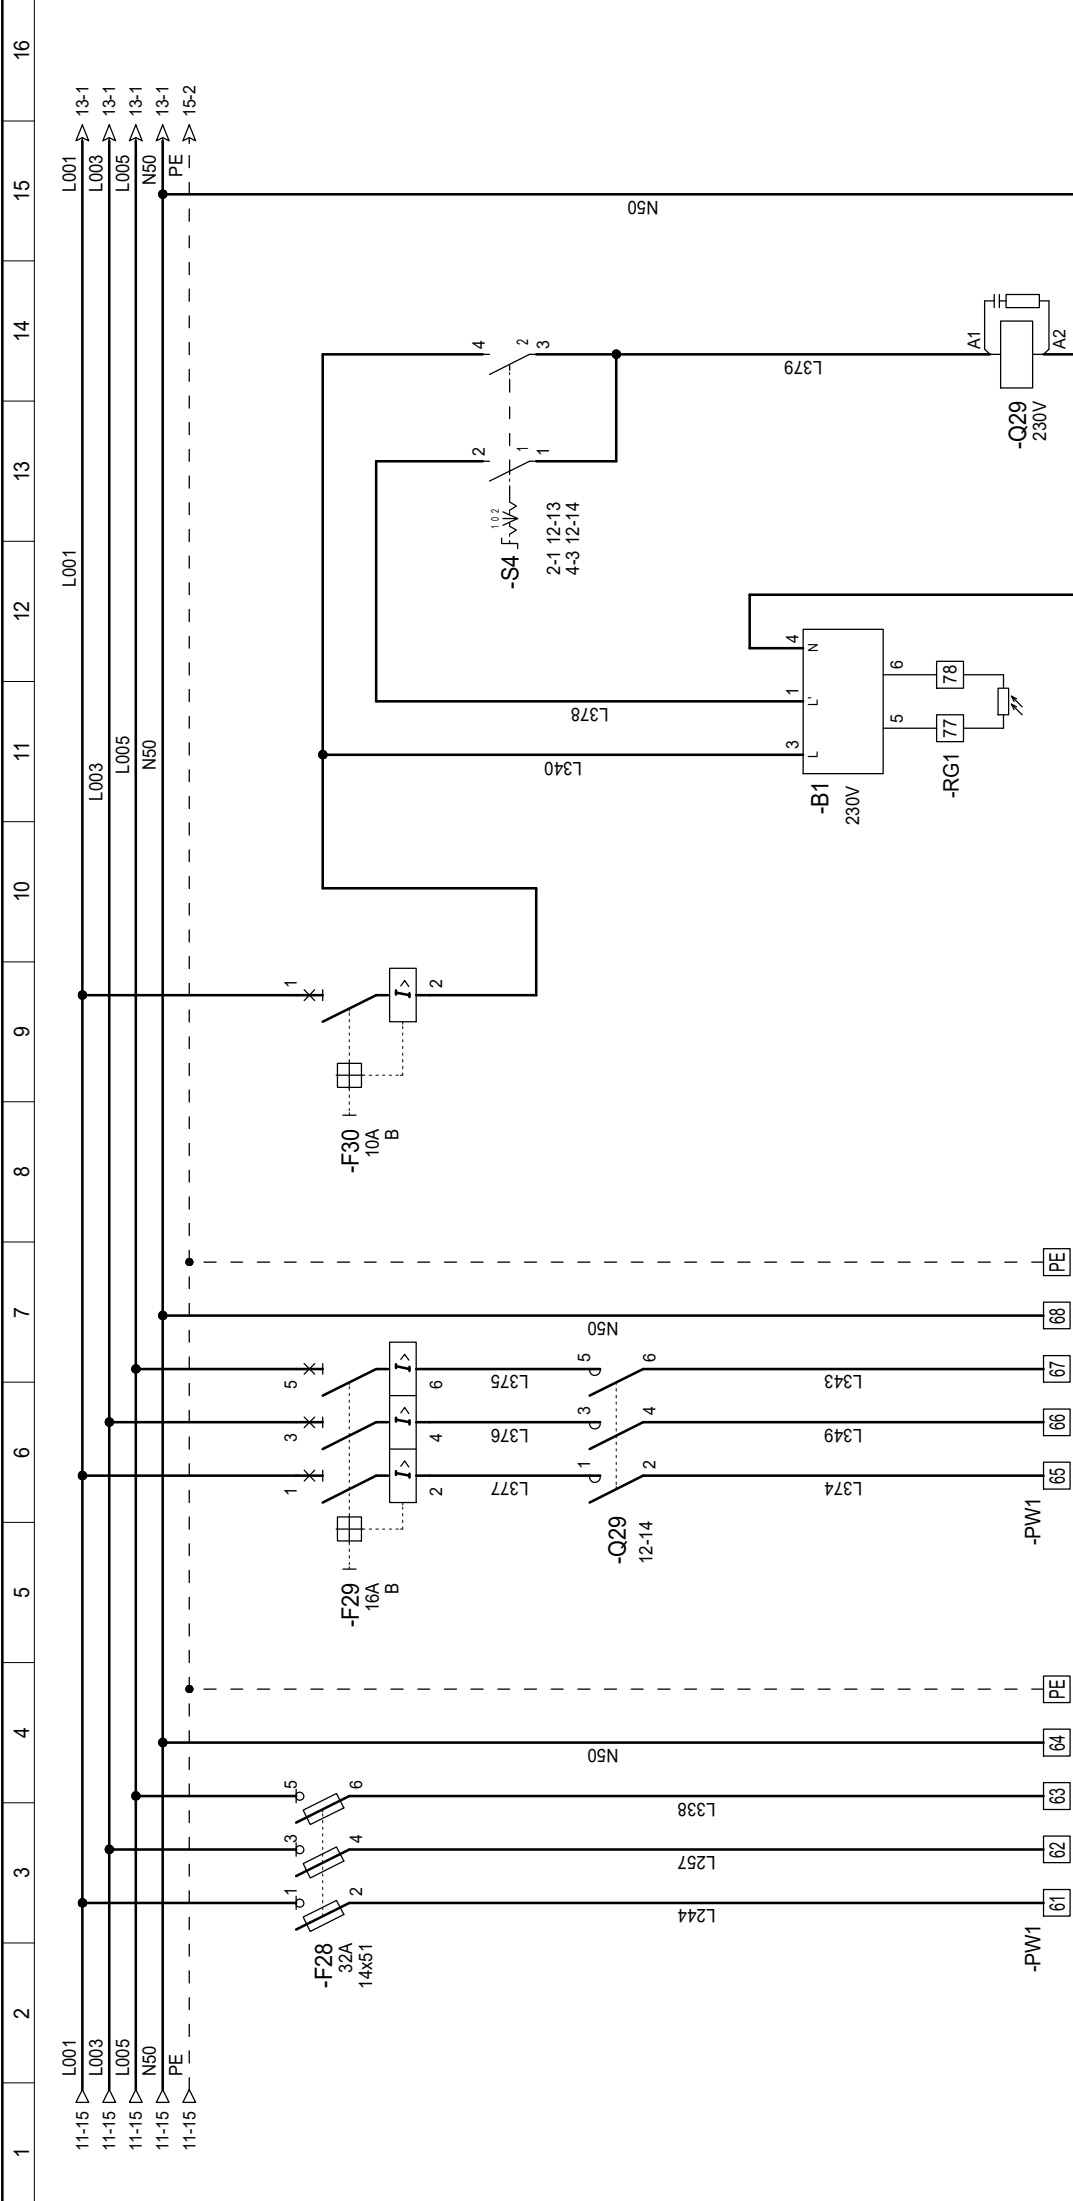 1 2 3 4 5 6 7 8 9 10 11 12 13 14 15 16
11-15 L001 L001 L001 13-1
11-15 L003 L003 L003 13-1
11-15 L005 L005 L005 13-1
11-15 N50 N50 N50 13-1
11-15 PE PE 15-2
-F28
32A
14x51
1 3 5
2 4 6
L244 L257 L338 N50
-PW1
61 62 63 64 PE
-F29
16A
B
1 3 5
I> I> I>
2 4 6
L377 L376 L375 N50
-Q29
12-14
1 3 5
2 4 6
L374 L349 L343
-PW1
65 66 67 68 PE
-F30
10A
B
1
I>
2
L340 L378
-B1
230V
3 1 4
L L' N
5 6
-RG1
77 78
-S4
1 0 2
2-1 12-13
4-3 12-14
2 4
1 2
1 3
L379
N50
-Q29
230V
A1
A2